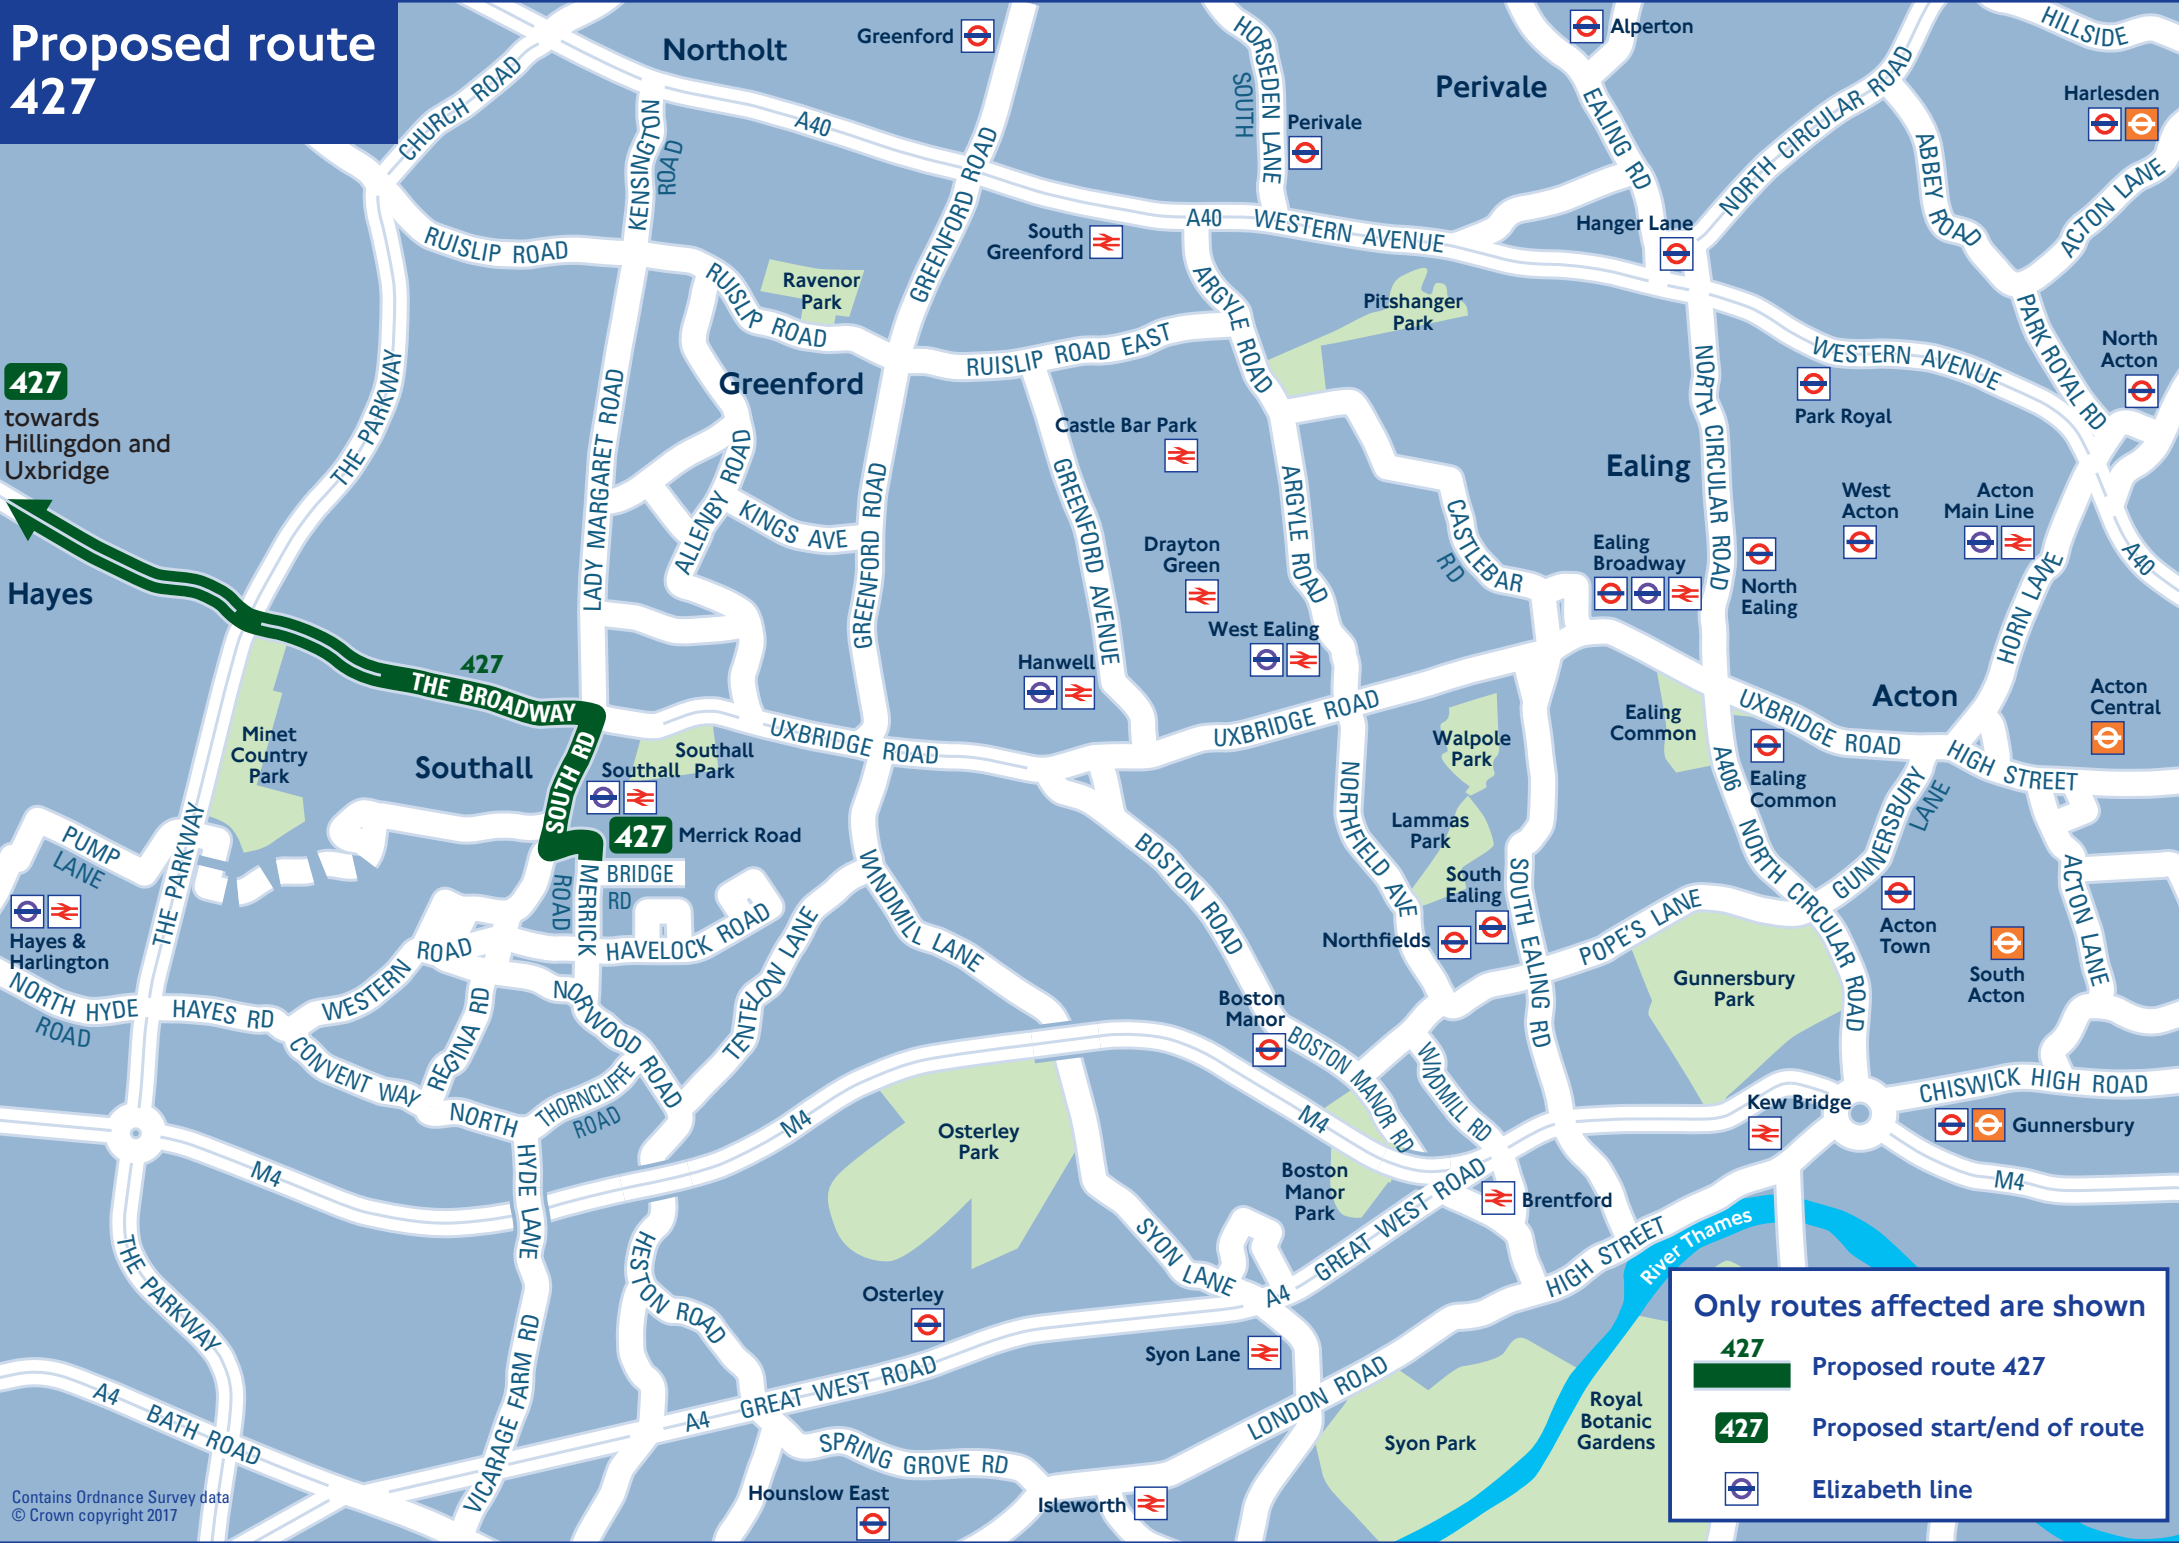 Proposed route
427
Northolt
Greenford
Perivale
Alperton
HILLSIDE
Harlesden
CHURCH ROAD
A40
KENSINGTON
ROAD
HORSEDEN LANE
SOUTH
Perivale
EALING RD
NORTH CIRCULAR ROAD
ABBEY ROAD
ACTON LANE
RUISLIP ROAD
GREENFORD ROAD
South
Greenford
A40
WESTERN AVENUE
Hanger Lane
RUISLIP ROAD
Ravenor
Park
ARGYLE ROAD
Pitshanger
Park
PARK ROYAL RD
North
Acton
RUISLIP ROAD EAST
WESTERN AVENUE
Park Royal
427
towards
Hillingdon and
Uxbridge
THE PARKWAY
Greenford
LADY MARGARET ROAD
ALLENBY ROAD
KINGS AVE
GREENFORD ROAD
GREENFORD AVENUE
Castle Bar Park
ARGYLE ROAD
CASTLEBAR
RD
Ealing
NORTH CIRCULAR ROAD
West
Acton
Acton
Main Line
A40
Drayton
Green
Ealing
Broadway
North
Ealing
HORN LANE
Hayes
West Ealing
Hanwell
427
THE BROADWAY
SOUTH RD
UXBRIDGE ROAD
UXBRIDGE ROAD
UXBRIDGE ROAD
Acton
Acton
Central
Minet
Country
Park
Southall
Southall
Southall
Park
Walpole
Park
Ealing
Common
A406
Ealing
Common
HIGH STREET
427
Merrick Road
BRIDGE
RD
MERRICK
ROAD
PUMP
LANE
THE PARKWAY
Hayes &
Harlington
WINDMILL LANE
BOSTON ROAD
NORTHFIELD AVE
Lammas
Park
South
Ealing
Northfields
SOUTH EALING RD
POPE'S LANE
NORTH CIRCULAR ROAD
GUNNERSBURY
LANE
Acton
Town
South
Acton
ACTON LANE
Gunnersbury
Park
HAVELOCK ROAD
TENTELOW LANE
NORTH HYDE
ROAD
HAYES RD
WESTERN
ROAD
NORWOOD ROAD
REGINA RD
CONVENT WAY
THORNCLIFFE
ROAD
NORTH
HYDE LANE
Boston
Manor
BOSTON MANOR RD
WINDMILL RD
Kew Bridge
CHISWICK HIGH ROAD
Gunnersbury
M4
M4
M4
M4
Osterley
Park
Boston
Manor
Park
Brentford
GREAT WEST ROAD
HIGH STREET
River Thames
THE PARKWAY
HESTON ROAD
SYON LANE
A4
Osterley
Syon Lane
VICARAGE FARM RD
A4
BATH ROAD
A4
GREAT WEST ROAD
LONDON ROAD
SPRING GROVE RD
Syon Park
Royal
Botanic
Gardens
Hounslow East
Isleworth
Only routes affected are shown
427
Proposed route 427
427
Proposed start/end of route
Elizabeth line
Contains Ordnance Survey data
© Crown copyright 2017